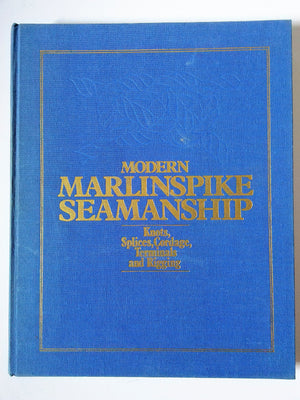 MODERN
MARLINSPIKE
SEAMANSHIP
Knots,
Splices, Cordage,
Terminals
and Rigging